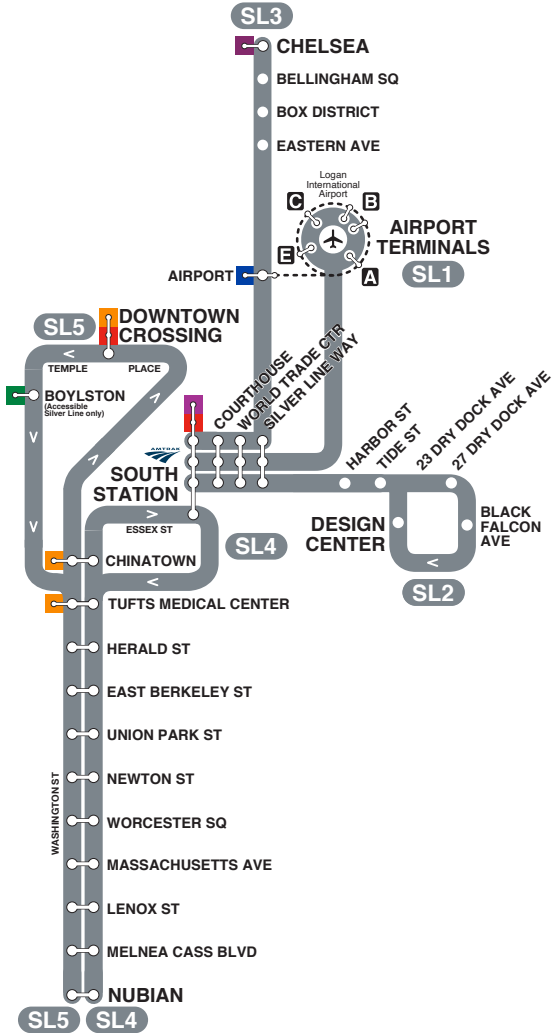 SL3
CHELSEA
BELLINGHAM SQ
BOX DISTRICT
EASTERN AVE
Logan
International
Airport
C
B
E
A
AIRPORT
TERMINALS
SL1
AIRPORT
SL5
DOWNTOWN
CROSSING
TEMPLE
PLACE
BOYLSTON
(Accessible
Silver Line only)
COURTHOUSE
WORLD TRADE CTR
SILVER LINE WAY
AMTRAK
SOUTH
STATION
HARBOR ST
TIDE ST
23 DRY DOCK AVE
27 DRY DOCK AVE
DESIGN
CENTER
BLACK
FALCON
AVE
SL2
ESSEX ST
SL4
CHINATOWN
TUFTS MEDICAL CENTER
HERALD ST
EAST BERKELEY ST
UNION PARK ST
NEWTON ST
WASHINGTON ST
WORCESTER SQ
MASSACHUSETTS AVE
LENOX ST
MELNEA CASS BLVD
NUBIAN
SL5
SL4